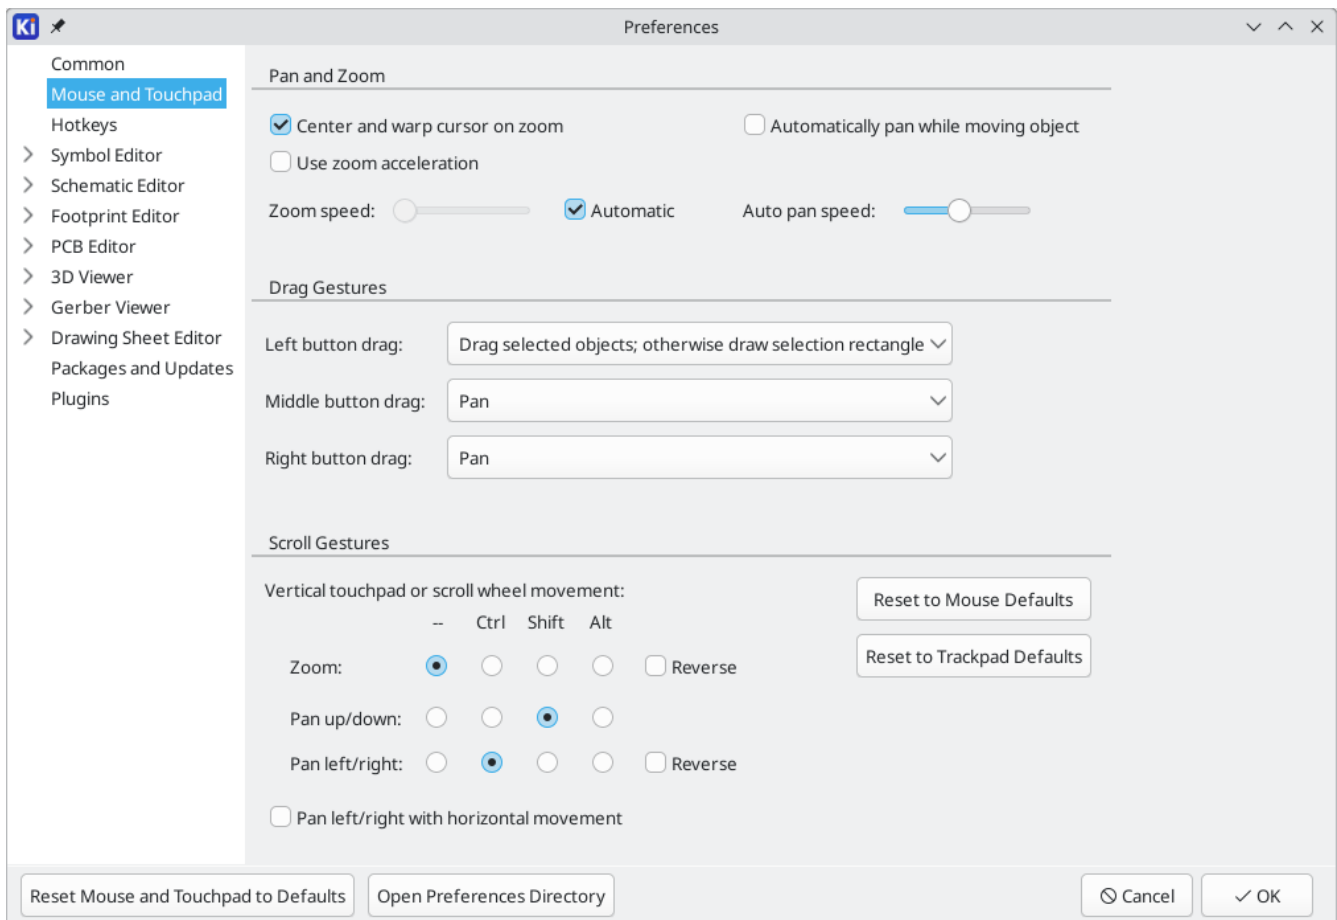 Ki
Preferences
Common
Mouse and Touchpad
Hotkeys
Symbol Editor
Schematic Editor
Footprint Editor
PCB Editor
3D Viewer
Gerber Viewer
Drawing Sheet Editor
Packages and Updates
Plugins
Pan and Zoom
Center and warp cursor on zoom
Automatically pan while moving object
Use zoom acceleration
Zoom speed:
Automatic
Auto pan speed:
Drag Gestures
Left button drag:
Drag selected objects; otherwise draw selection rectangle
Middle button drag:
Pan
Right button drag:
Pan
Scroll Gestures
Vertical touchpad or scroll wheel movement:
-- Ctrl Shift Alt
Zoom:
Reverse
Pan up/down:
Pan left/right:
Reverse
Pan left/right with horizontal movement
Reset to Mouse Defaults
Reset to Trackpad Defaults
Reset Mouse and Touchpad to Defaults
Open Preferences Directory
Cancel
OK